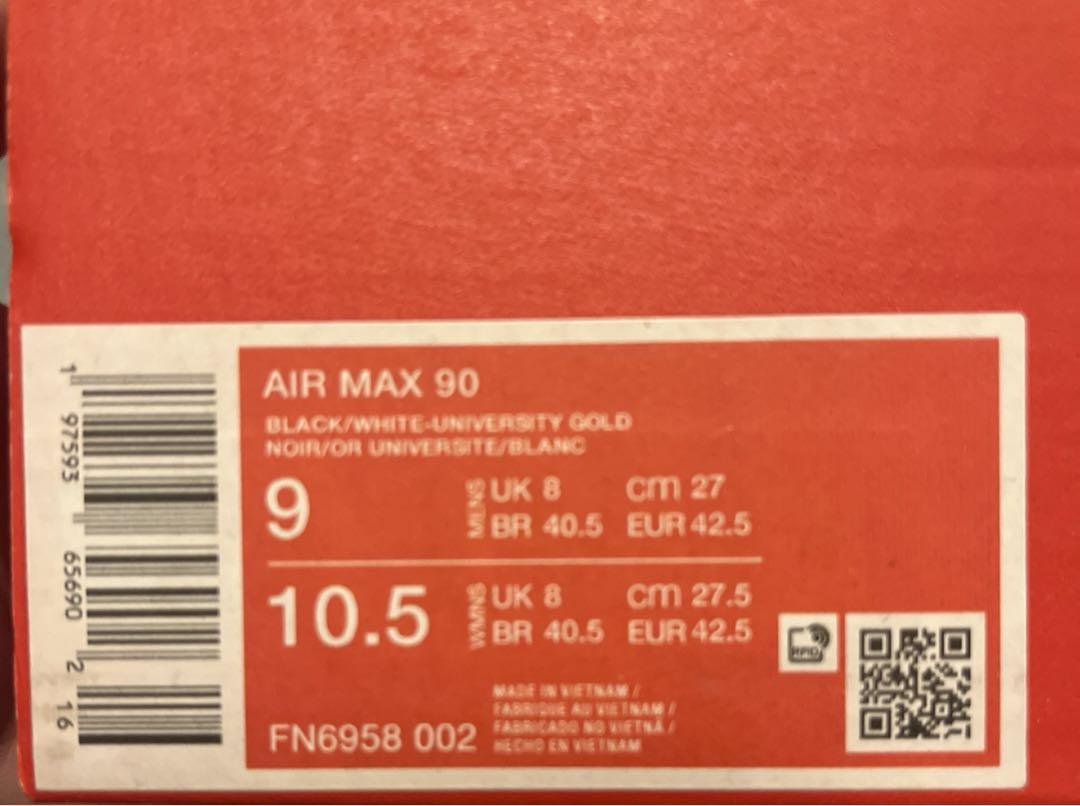 1 97593 65690 2 16
AIR MAX 90
BLACK/WHITE-UNIVERSITY GOLD
NOIR/OR UNIVERSITE/BLANC
9
MENS
UK 8 cm 27
BR 40.5 EUR 42.5
10.5
WMNS
UK 8 cm 27.5
BR 40.5 EUR 42.5
RFID
MADE IN VIETNAM /
FABRIQUE AU VIETNAM /
FABRICADO NO VIETNÃ /
HECHO EN VIETNAM
FN6958 002